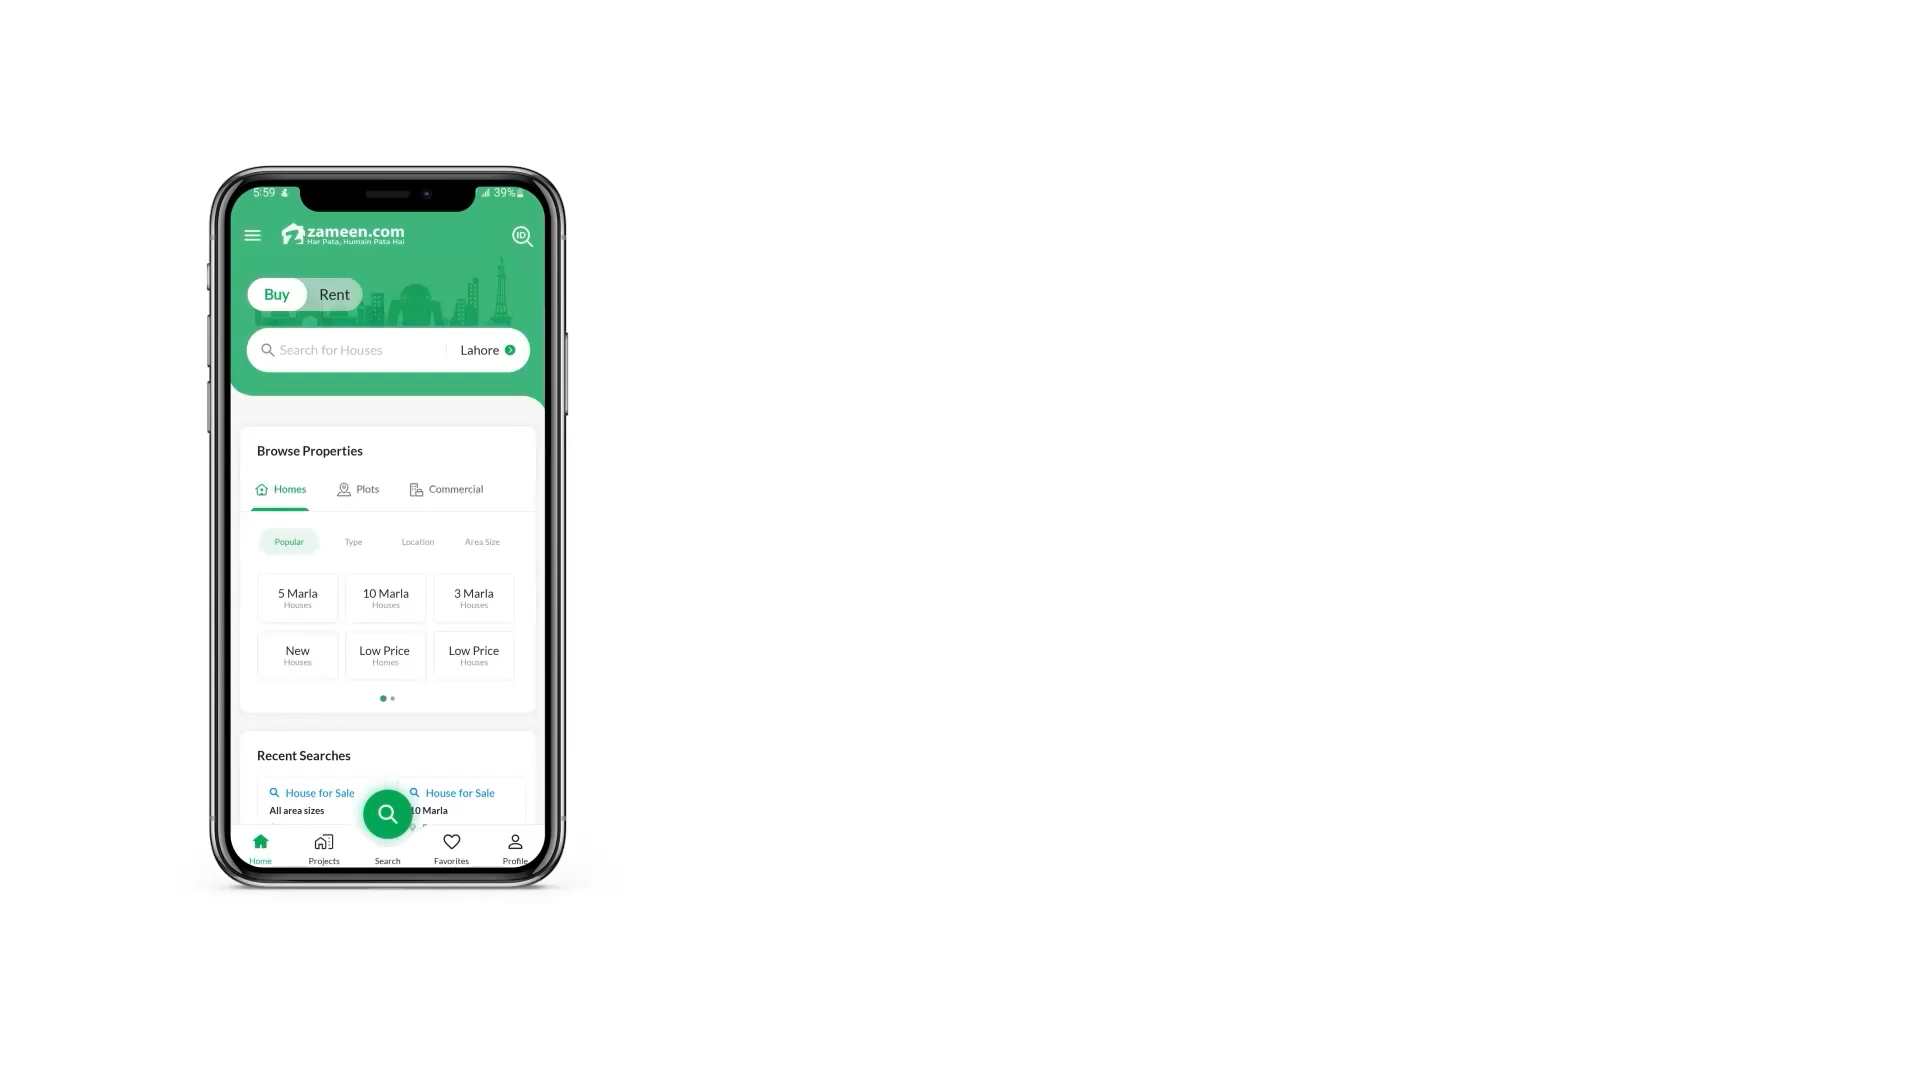 5:59
39%
zameen.com
Har Pata, Humain Pata Hai
ID
Buy Rent
Search for Houses Lahore
Browse Properties
Homes Plots Commercial
Popular Type Location Area Size
5 Marla 10 Marla 3 Marla
Houses Houses Houses
New Low Price Low Price
Houses Homes Houses
Recent Searches
House for Sale House for Sale
All area sizes 10 Marla
Home Projects Search Favorites Profile